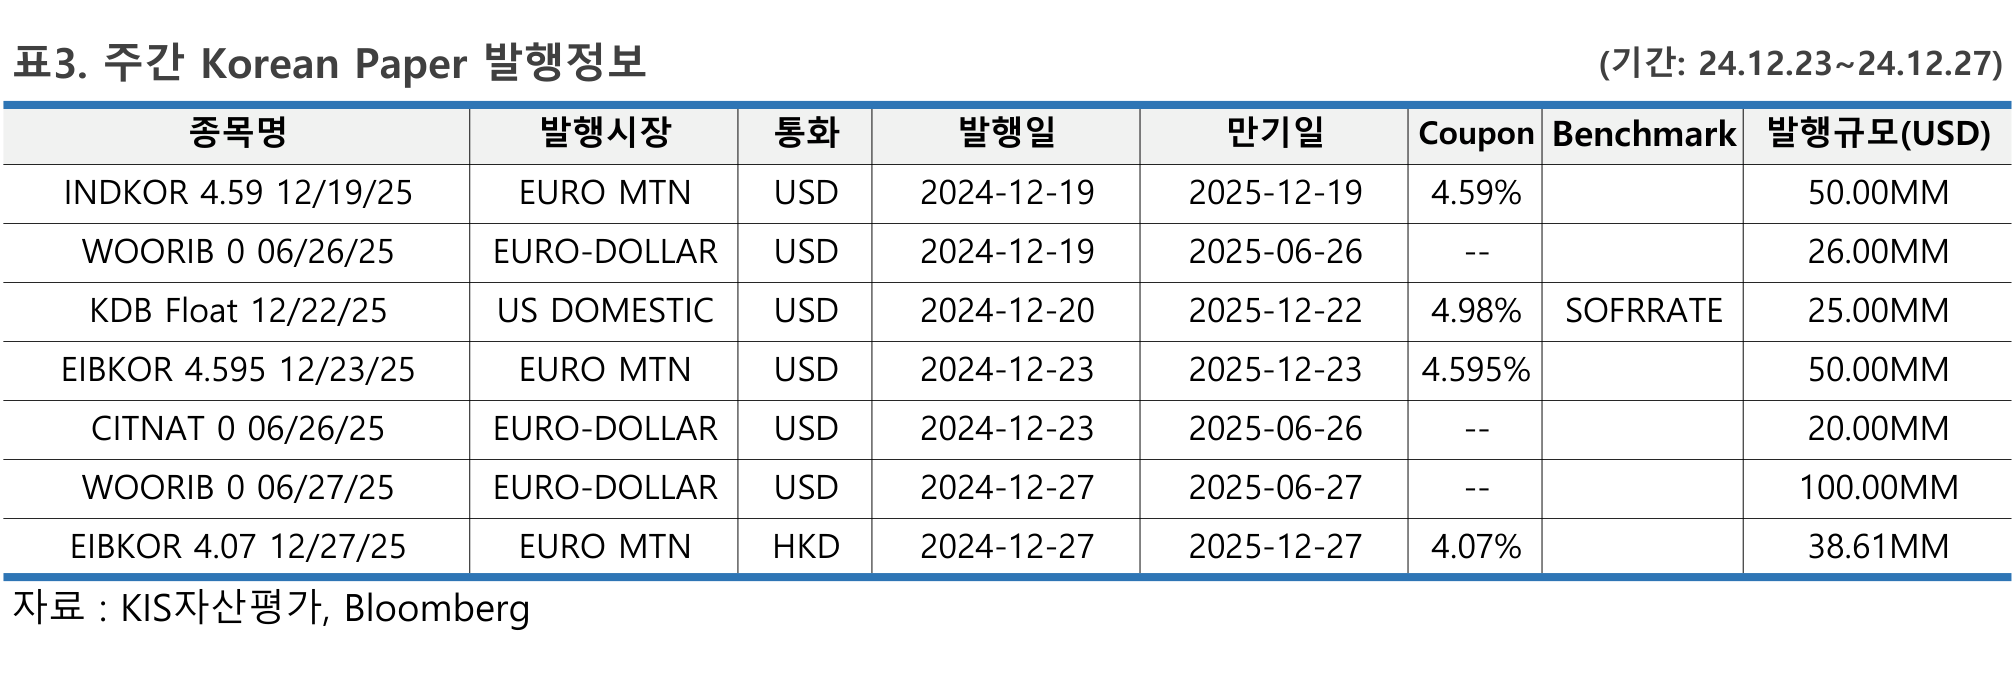 표3. 주간 Korean Paper 발행정보 (기간: 24.12.23~24.12.27)
종목명 발행시장 통화 발행일 만기일 Coupon Benchmark 발행규모(USD)
INDKOR 4.59 12/19/25 EURO MTN USD 2024-12-19 2025-12-19 4.59% 50.00MM
WOORIB 0 06/26/25 EURO-DOLLAR USD 2024-12-19 2025-06-26 -- 26.00MM
KDB Float 12/22/25 US DOMESTIC USD 2024-12-20 2025-12-22 4.98% SOFRRATE 25.00MM
EIBKOR 4.595 12/23/25 EURO MTN USD 2024-12-23 2025-12-23 4.595% 50.00MM
CITNAT 0 06/26/25 EURO-DOLLAR USD 2024-12-23 2025-06-26 -- 20.00MM
WOORIB 0 06/27/25 EURO-DOLLAR USD 2024-12-27 2025-06-27 -- 100.00MM
EIBKOR 4.07 12/27/25 EURO MTN HKD 2024-12-27 2025-12-27 4.07% 38.61MM
자료 : KIS자산평가, Bloomberg